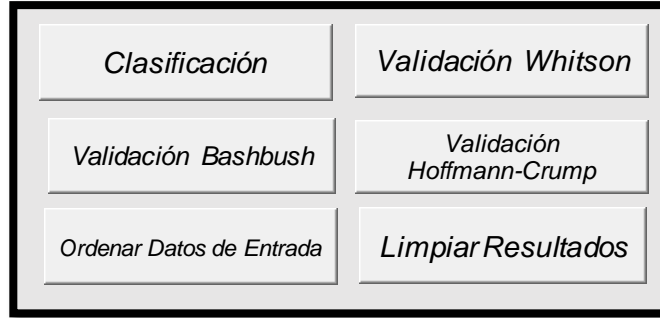 Clasificación
Validación Whitson
Validación Bashbush
Validación
Hoffmann-Crump
Ordenar Datos de Entrada
Limpiar Resultados